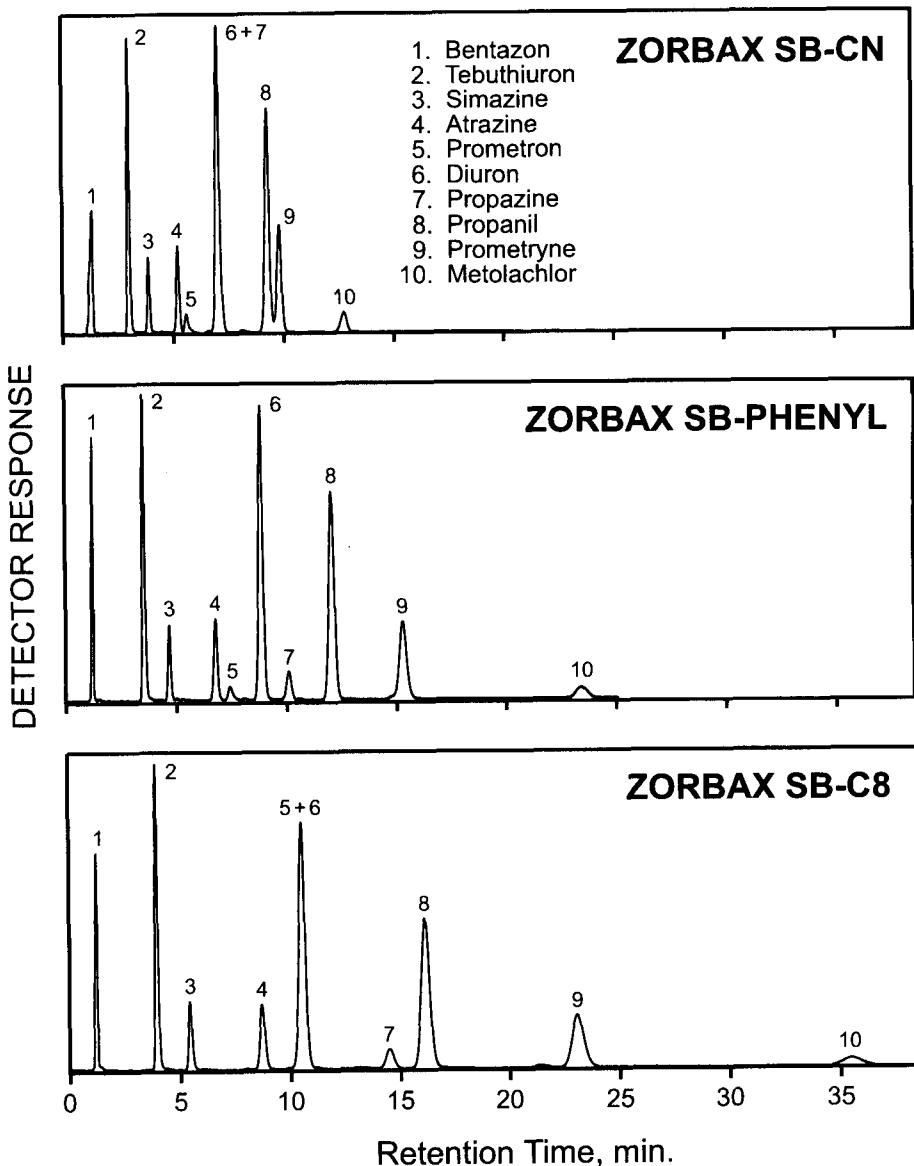 ZORBAX SB-CN
1. Bentazon
2. Tebuthiuron
3. Simazine
4. Atrazine
5. Prometron
6. Diuron
7. Propazine
8. Propanil
9. Prometryne
10. Metolachlor
1
2
3
4
5
6+7
8
9
10
DETECTOR RESPONSE
ZORBAX SB-PHENYL
1
2
3
4
5
6
7
8
9
10
ZORBAX SB-C8
1
2
3
4
5+6
7
8
9
10
0 5 10 15 20 25 30 35
Retention Time, min.